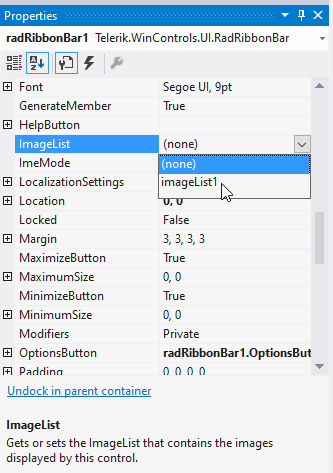 Properties
radRibbonBar1 Telerik.WinControls.UI.RadRibbonBar
Font Segoe UI, 9pt
GenerateMember True
HelpButton
ImageList (none)
ImeMode (none)
LocalizationSettings imageList1
Location 0, 0
Locked False
Margin 3, 3, 3, 3
MaximizeButton True
MaximumSize 0, 0
MinimizeButton True
MinimumSize 0, 0
Modifiers Private
OptionsButton radRibbonBar1.OptionsBut
Padding 0, 0, 0, 0
Undock in parent container
ImageList
Gets or sets the ImageList that contains the images
displayed by this control.